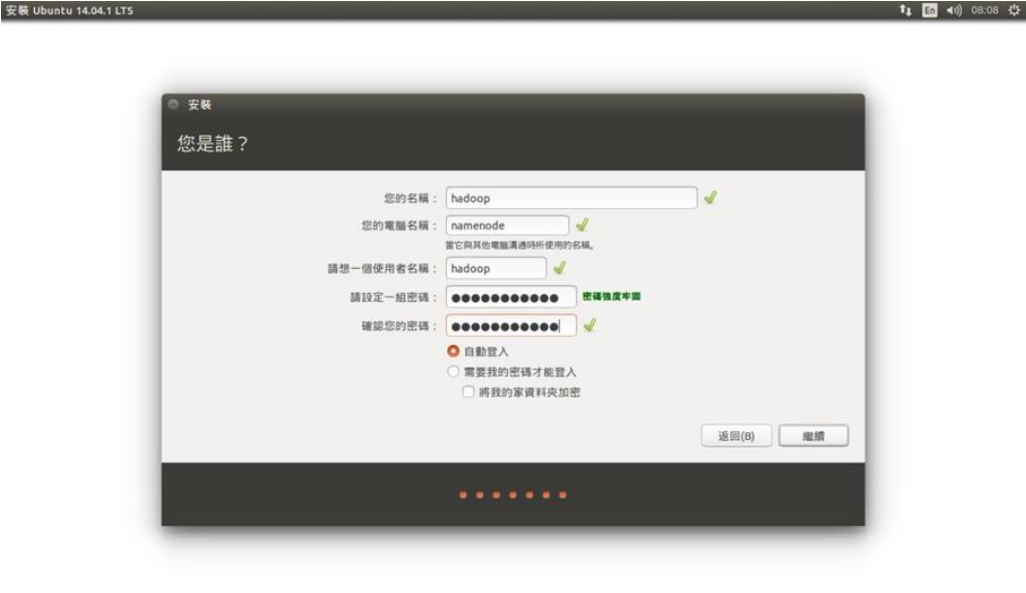 安裝 Ubuntu 14.04.1 LTS En 08:08
安裝
您是誰？
您的名稱： hadoop
您的電腦名稱： namenode
當它與其他電腦溝通時所使用的名稱。
請想一個使用者名稱： hadoop
請設定一組密碼： ●●●●●●●●●●● 密碼強度牢固
確認您的密碼： ●●●●●●●●●●●
自動登入
需要我的密碼才能登入
將我的家資料夾加密
返回(B) 繼續